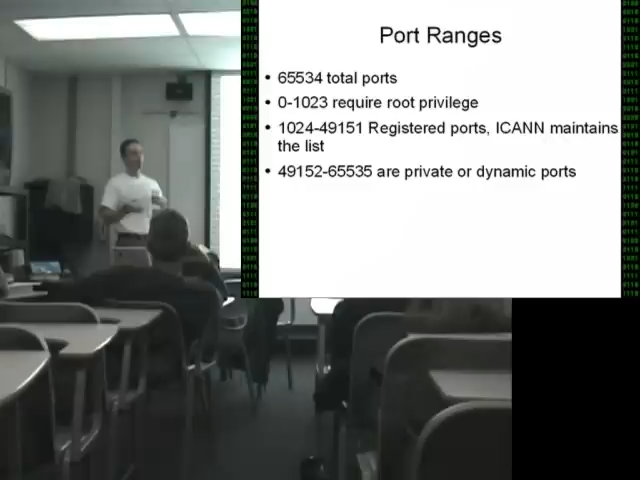 Port Ranges
• 65534 total ports
• 0-1023 require root privilege
• 1024-49151 Registered ports, ICANN maintains
the list
• 49152-65535 are private or dynamic ports